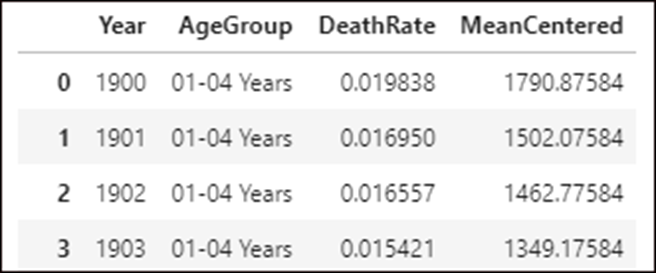 Year AgeGroup DeathRate MeanCentered
0 1900 01-04 Years 0.019838 1790.87584
1 1901 01-04 Years 0.016950 1502.07584
2 1902 01-04 Years 0.016557 1462.77584
3 1903 01-04 Years 0.015421 1349.17584